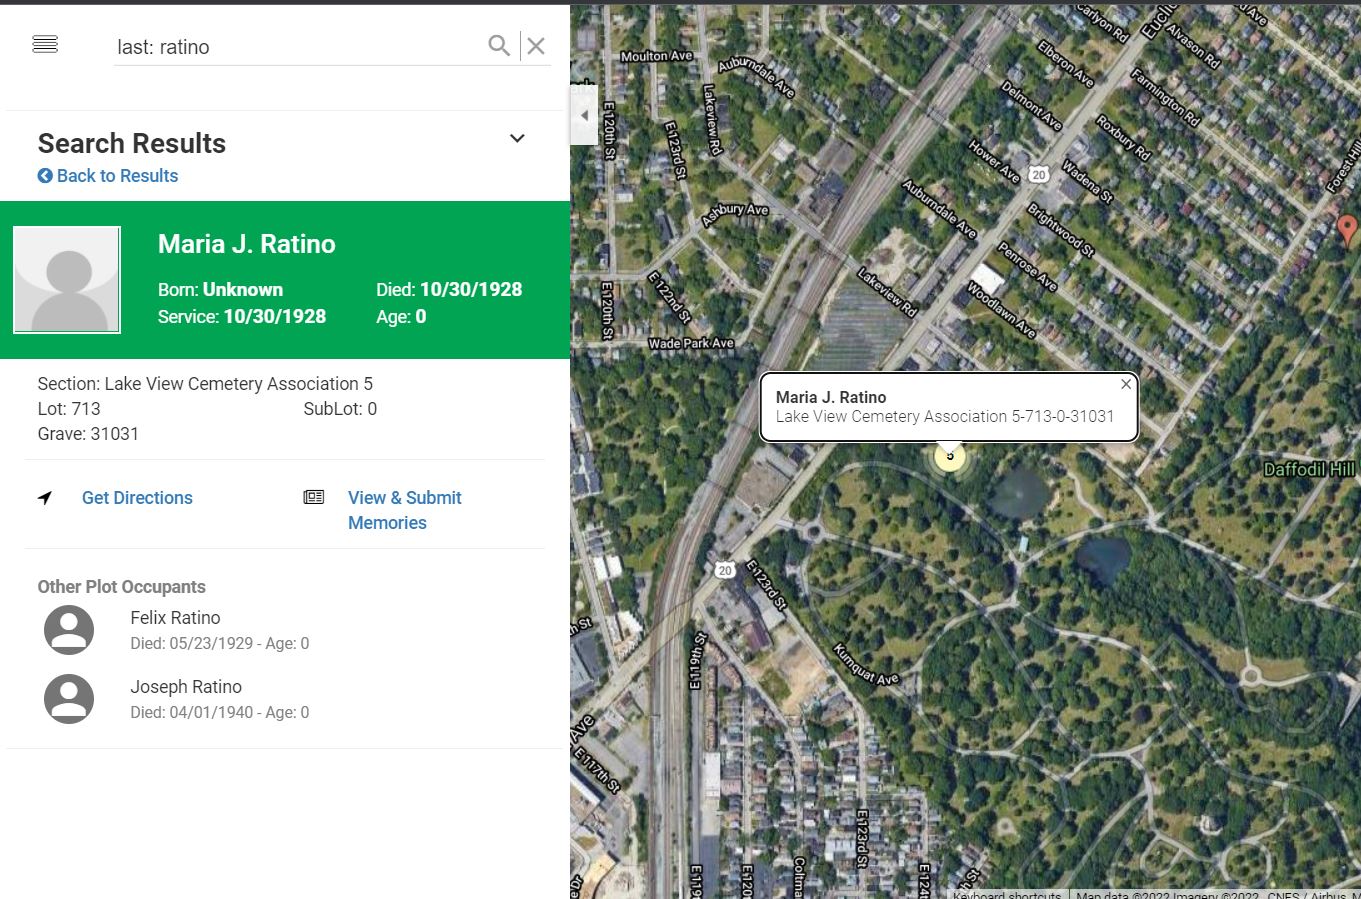 last: ratino
Search Results
Back to Results
Maria J. Ratino
Born: Unknown
Died: 10/30/1928
Service: 10/30/1928
Age: 0
Section: Lake View Cemetery Association 5
Lot: 713
SubLot: 0
Grave: 31031
Get Directions
View & Submit
Memories
Other Plot Occupants
Felix Ratino
Died: 05/23/1929 - Age: 0
Joseph Ratino
Died: 04/01/1940 - Age: 0
Carlyon Rd
Alvason Rd
Moulton Ave
Auburndale Ave
Elberon Ave
Farmington Rd
Delmont Ave
Lakeview Rd
E 120th St
E 123rd St
Roxbury Rd
Hower Ave
20
Wadena St
Auburndale Ave
Ashbury Ave
Brightwood St
Penrose Ave
E 122nd St
Lakeview Rd
Woodlawn Ave
E 120th St
Wade Park Ave
Maria J. Ratino
Lake View Cemetery Association 5-713-0-31031
5
Daffodil Hill
20
E 123rd St
E 119th St
Kumquat Ave
Ave
E 117th St
E 123rd St
Keyboard shortcuts
Map data ©2022 Imagery ©2022 , CNES / Airbus, M